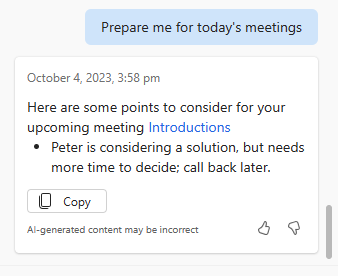 Prepare me for today's meetings
October 4, 2023, 3:58 pm
Here are some points to consider for your
upcoming meeting Introductions
• Peter is considering a solution, but needs
more time to decide; call back later.
Copy
AI-generated content may be incorrect